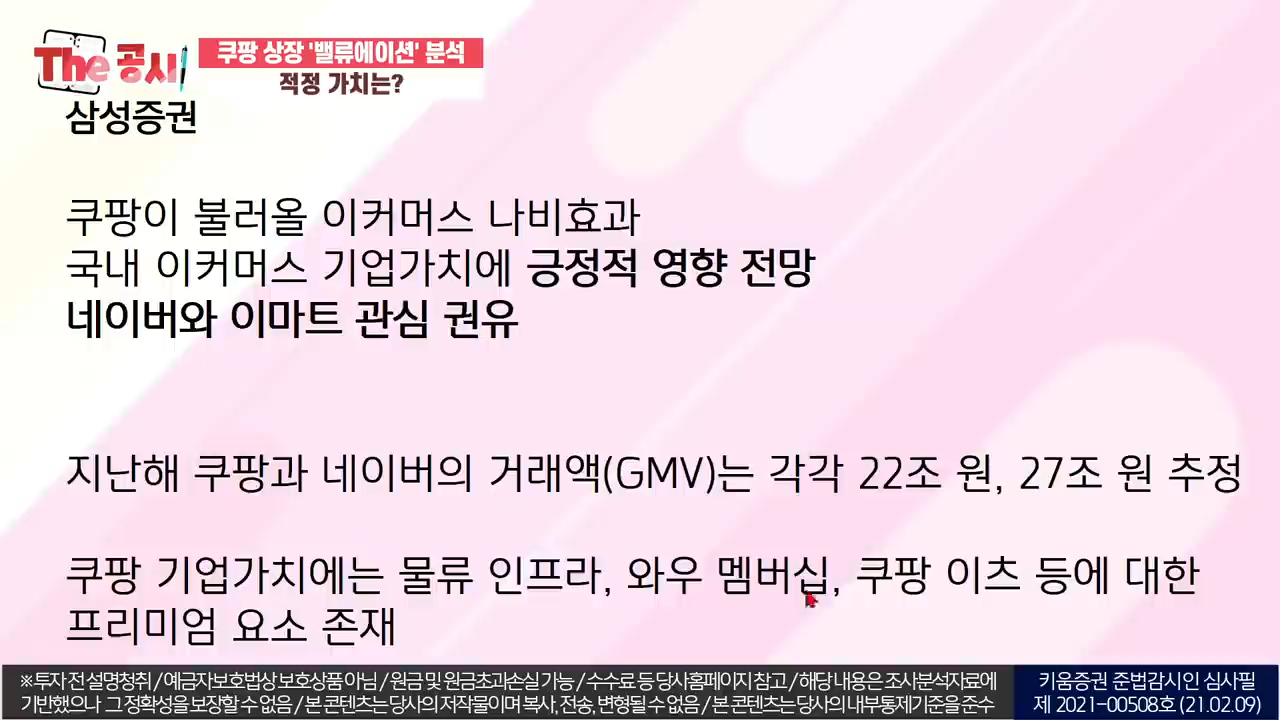 The 공시
쿠팡 상장 '밸류에이션' 분석
적정 가치는?
삼성증권
쿠팡이 불러올 이커머스 나비효과
국내 이커머스 기업가치에 긍정적 영향 전망
네이버와 이마트 관심 권유
지난해 쿠팡과 네이버의 거래액(GMV)는 각각 22조 원, 27조 원 추정
쿠팡 기업가치에는 물류 인프라, 와우 멤버십, 쿠팡 이츠 등에 대한
프리미엄 요소 존재
※ 투자 전 설명청취 / 예금자보호법상 보호상품 아님 / 원금 및 원금초과손실 가능 / 수수료 등 당사홈페이지 참고 / 해당 내용은 조사분석자료에
기반했으나 그 정확성을 보장할 수 없음 / 본 콘텐츠는 당사의 저작물이며 복사, 전송, 변형될 수 없음 / 본 콘텐츠는 당사의 내부통제기준을 준수
키움증권 준법감시인 심사필
제 2021-00508호 (21.02.09)